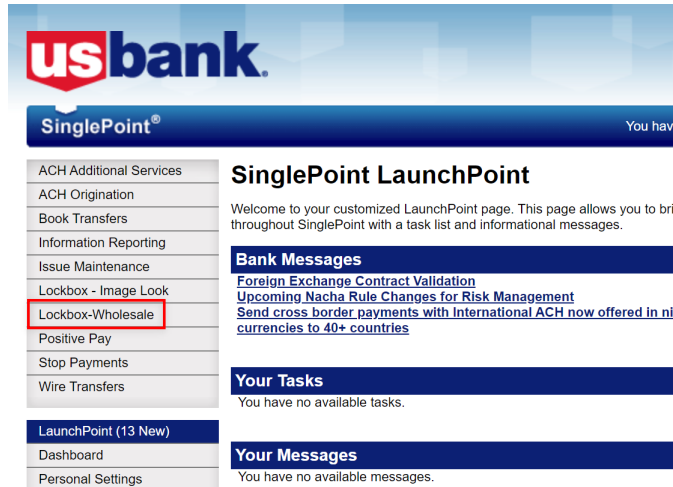 usbank.
SinglePoint®
You hav
ACH Additional Services
ACH Origination
Book Transfers
Information Reporting
Issue Maintenance
Lockbox - Image Look
Lockbox-Wholesale
Positive Pay
Stop Payments
Wire Transfers
LaunchPoint (13 New)
Dashboard
Personal Settings
SinglePoint LaunchPoint
Welcome to your customized LaunchPoint page. This page allows you to bri
throughout SinglePoint with a task list and informational messages.
Bank Messages
Foreign Exchange Contract Validation
Upcoming Nacha Rule Changes for Risk Management
Send cross border payments with International ACH now offered in ni
currencies to 40+ countries
Your Tasks
You have no available tasks.
Your Messages
You have no available messages.